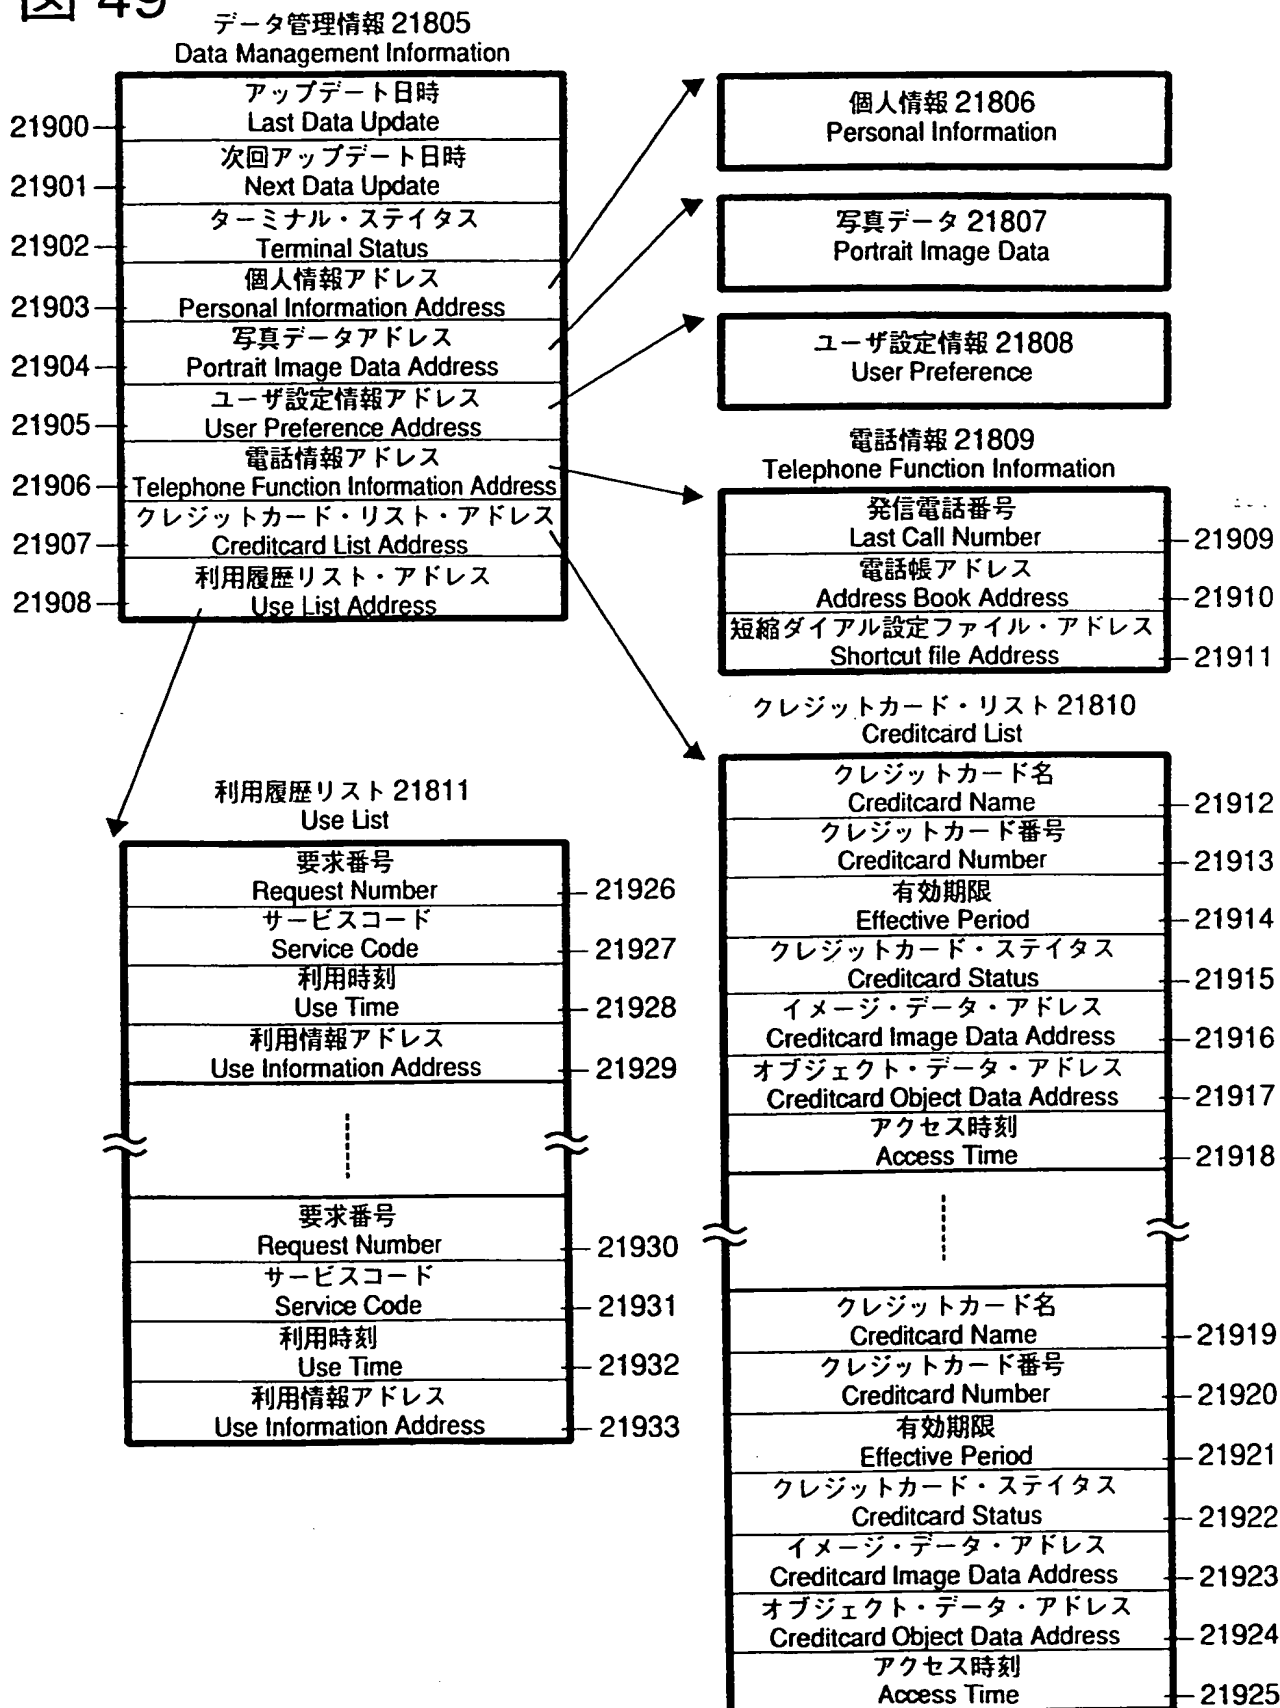 図 49
データ管理情報 21805
Data Management Information
アップデート日時
Last Data Update
21900
次回アップデート日時
Next Data Update
21901
ターミナル・ステイタス
Terminal Status
21902
個人情報アドレス
Personal Information Address
21903
写真データアドレス
Portrait Image Data Address
21904
ユーザ設定情報アドレス
User Preference Address
21905
電話情報アドレス
Telephone Function Information Address
21906
クレジットカード・リスト・アドレス
Creditcard List Address
21907
利用履歴リスト・アドレス
Use List Address
21908
個人情報 21806
Personal Information
写真データ 21807
Portrait Image Data
ユーザ設定情報 21808
User Preference
電話情報 21809
Telephone Function Information
発信電話番号
Last Call Number
21909
電話帳アドレス
Address Book Address
21910
短縮ダイアル設定ファイル・アドレス
Shortcut file Address
21911
クレジットカード・リスト 21810
Creditcard List
クレジットカード名
Creditcard Name
21912
クレジットカード番号
Creditcard Number
21913
有効期限
Effective Period
21914
クレジットカード・ステイタス
Creditcard Status
21915
イメージ・データ・アドレス
Creditcard Image Data Address
21916
オブジェクト・データ・アドレス
Creditcard Object Data Address
21917
アクセス時刻
Access Time
21918
クレジットカード名
Creditcard Name
21919
クレジットカード番号
Creditcard Number
21920
有効期限
Effective Period
21921
クレジットカード・ステイタス
Creditcard Status
21922
イメージ・データ・アドレス
Creditcard Image Data Address
21923
オブジェクト・データ・アドレス
Creditcard Object Data Address
21924
アクセス時刻
Access Time
21925
利用履歴リスト 21811
Use List
要求番号
Request Number
21926
サービスコード
Service Code
21927
利用時刻
Use Time
21928
利用情報アドレス
Use Information Address
21929
要求番号
Request Number
21930
サービスコード
Service Code
21931
利用時刻
Use Time
21932
利用情報アドレス
Use Information Address
21933